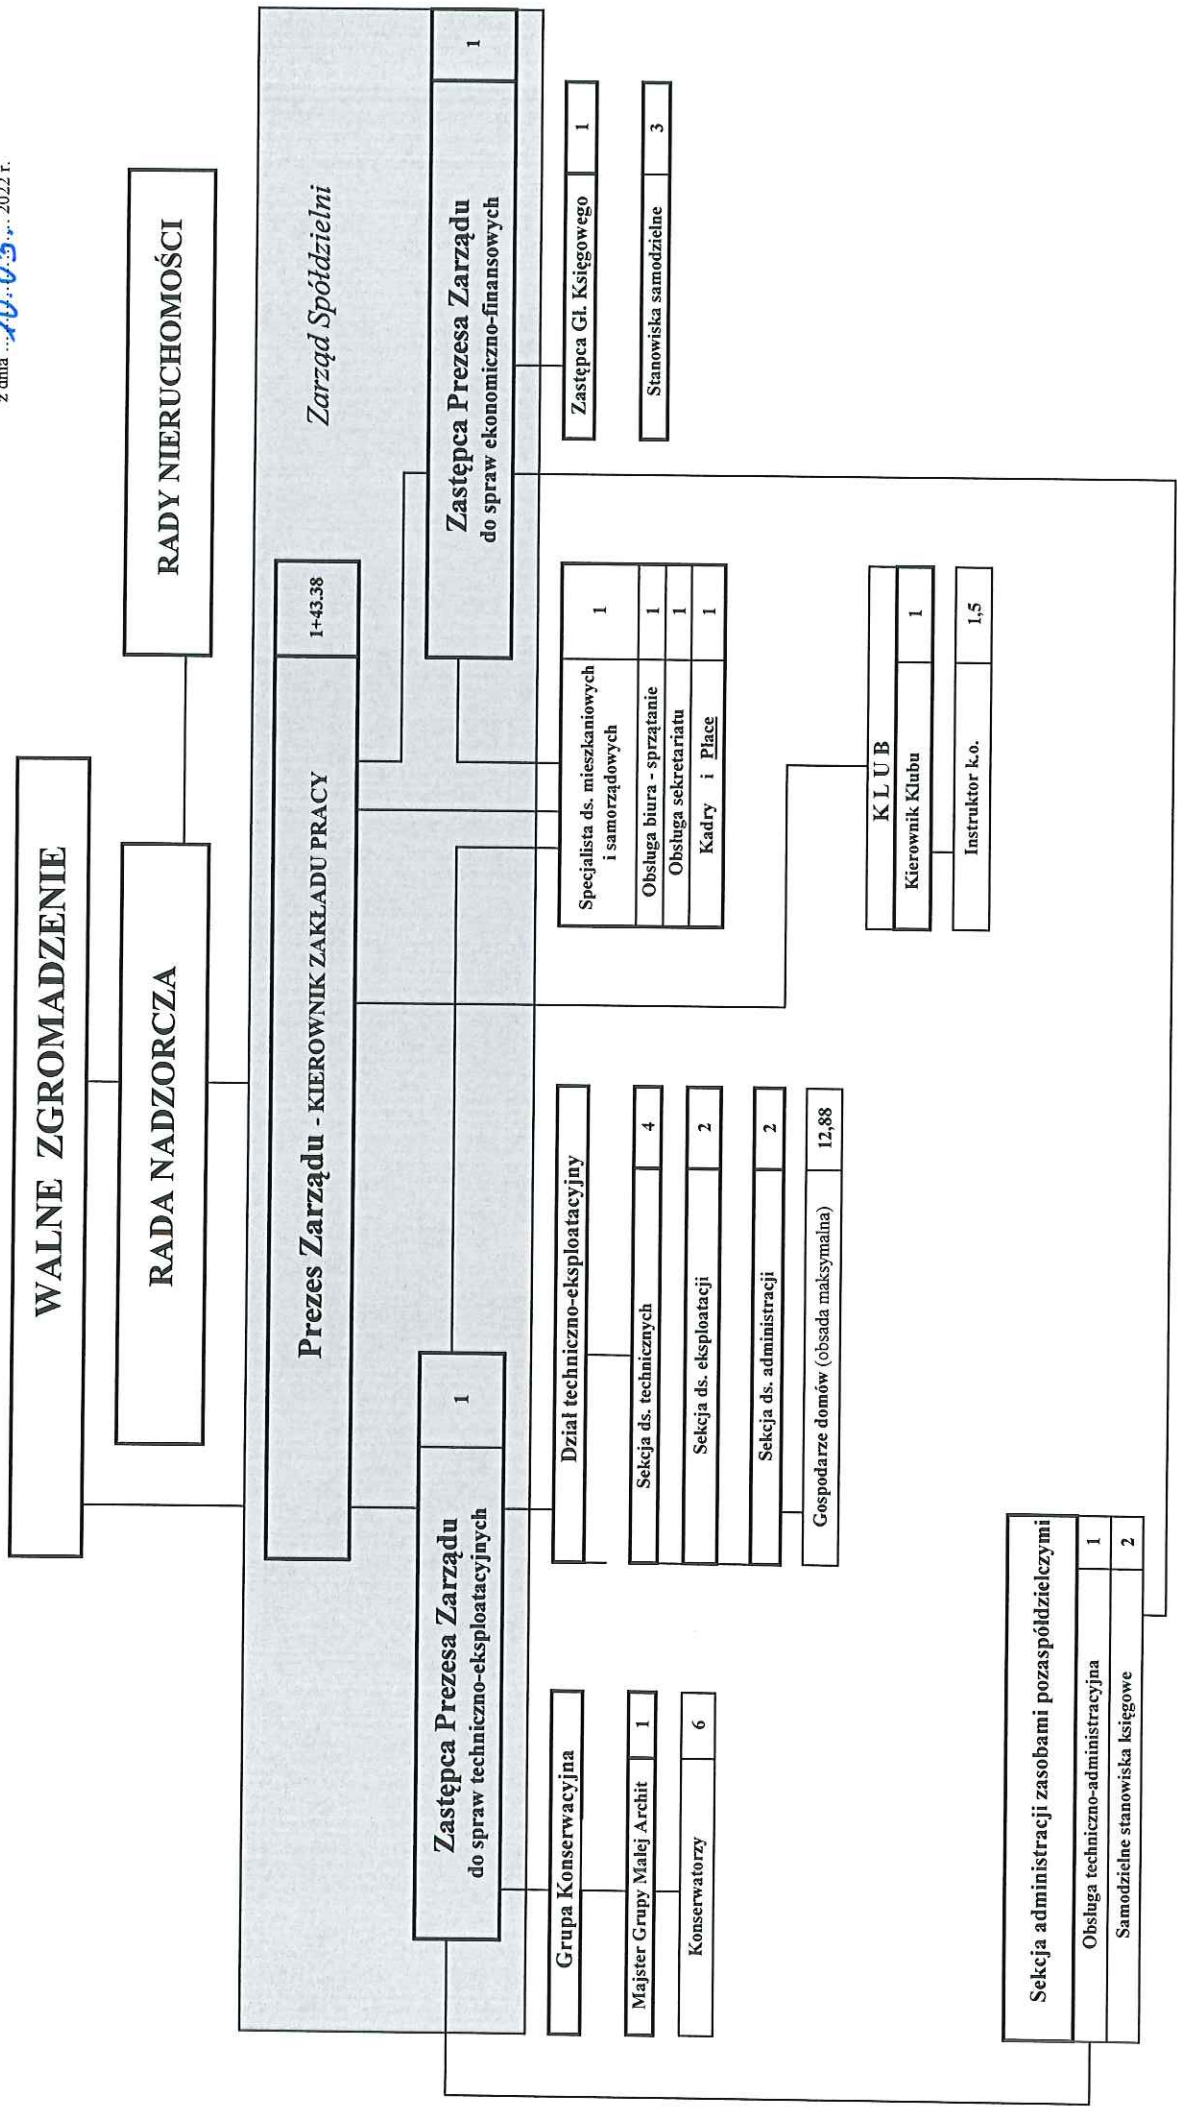 z dnia ...10.03.... 2022 r.
WALNE ZGROMADZENIE
RADA NADZORCZA
RADY NIERUCHOMOŚCI
Zarząd Spółdzielni
Prezes Zarządu - KIEROWNIK ZAKŁADU PRACY 1+43.38
Zastępca Prezesa Zarządu
do spraw techniczno-eksploatacyjnych
1
Zastępca Prezesa Zarządu
do spraw ekonomiczno-finansowych
1
Grupa Konserwacyjna
Majster Grupy Małej Archit 1
Konserwatorzy 6
Dział techniczno-eksploatacyjny
Sekcja ds. technicznych 4
Sekcja ds. eksploatacji 2
Sekcja ds. administracji 2
Gospodarze domów (obsada maksymalna) 12,88
Specjalista ds. mieszkaniowych
i samorządowych
1
Obsługa biura - sprzątanie 1
Obsługa sekretariatu 1
Kadry i Płace 1
Zastępca Gł. Księgowego 1
Stanowiska samodzielne 3
K L U B
Kierownik Klubu 1
Instruktor k.o. 1,5
Sekcja administracji zasobami pozaspółdzielczymi
Obsługa techniczno-administracyjna 1
Samodzielne stanowiska księgowe 2